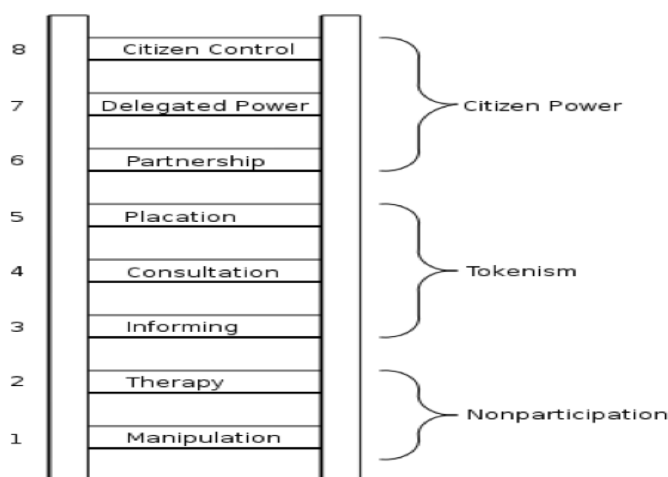 8 Citizen Control
7 Delegated Power Citizen Power
6 Partnership
5 Placation
4 Consultation Tokenism
3 Informing
2 Therapy
Nonparticipation
1 Manipulation